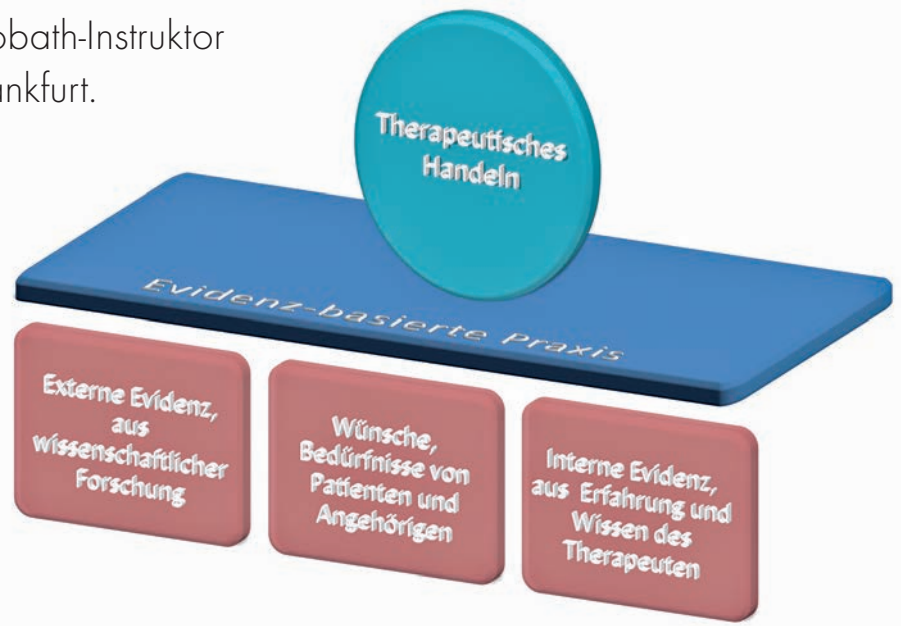 obath-Instruktor
ankfurt.
Therapeutisches
Handeln
Evidenz-basierte Praxis
Externe Evidenz,
aus
wissenschaftlicher
Forschung
Wünsche,
Bedürfnisse von
Patienten und
Angehörigen
Interne Evidenz,
aus Erfahrung und
Wissen des
Therapeuten